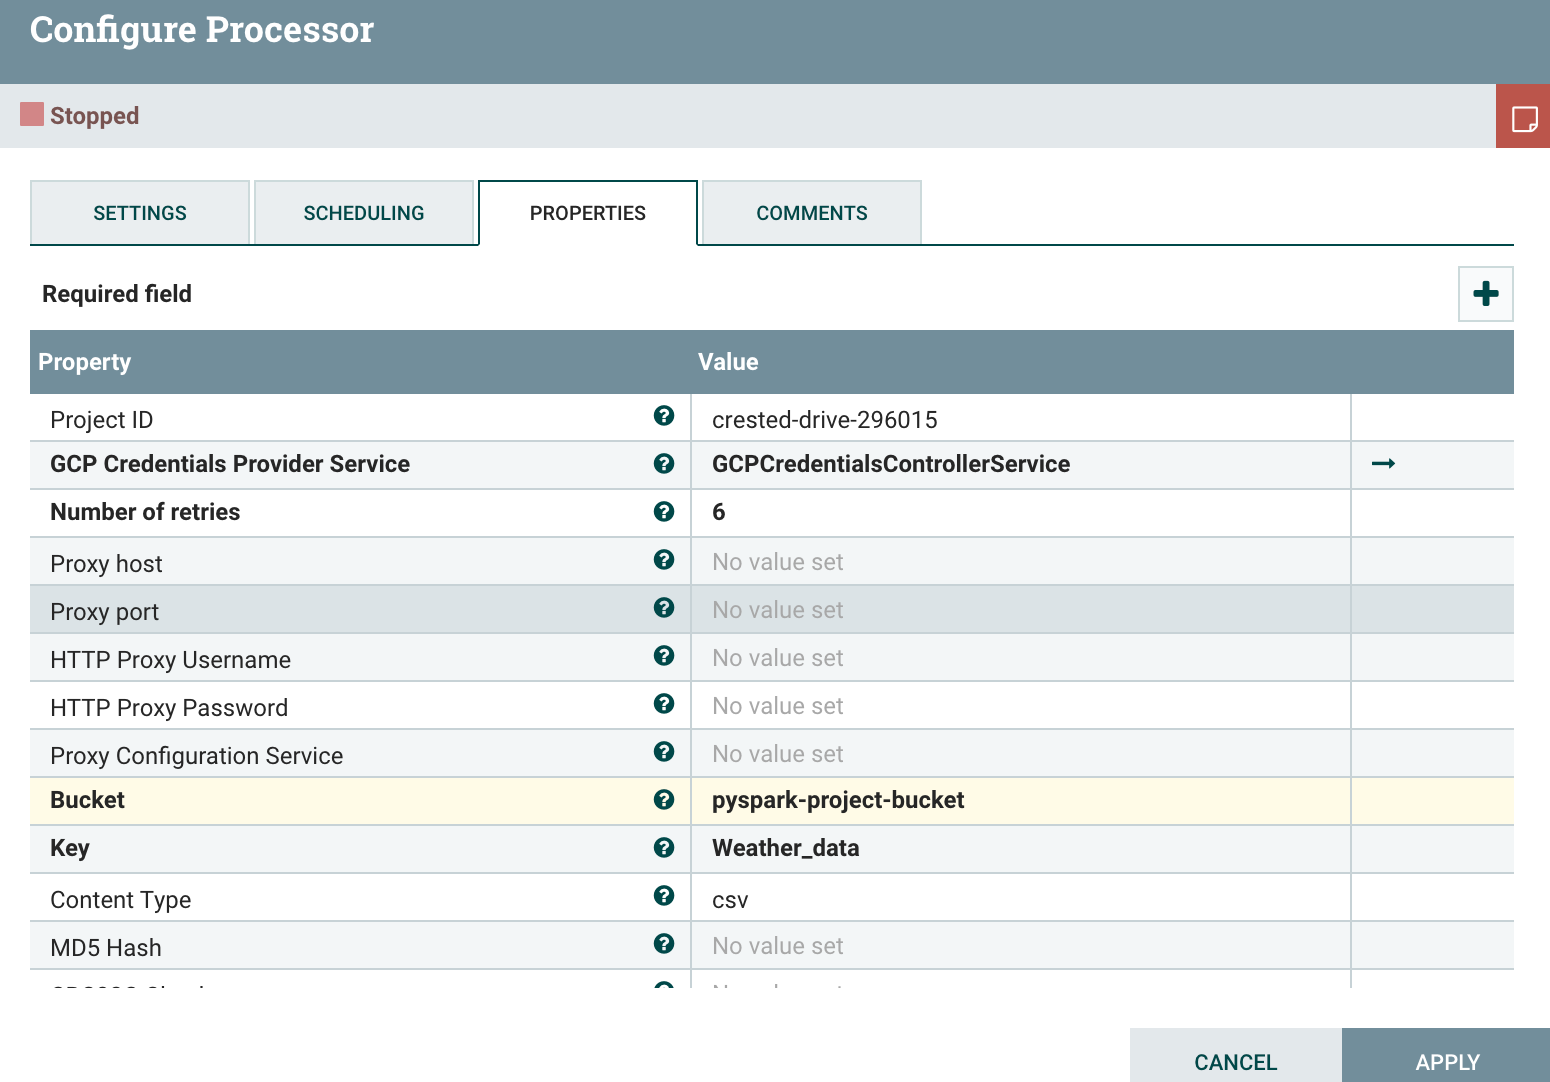 Configure Processor
Stopped
SETTINGS SCHEDULING PROPERTIES COMMENTS
Required field
Property Value
Project ID crested-drive-296015
GCP Credentials Provider Service GCPCredentialsControllerService
Number of retries 6
Proxy host No value set
Proxy port No value set
HTTP Proxy Username No value set
HTTP Proxy Password No value set
Proxy Configuration Service No value set
Bucket pyspark-project-bucket
Key Weather_data
Content Type csv
MD5 Hash No value set
CANCEL APPLY